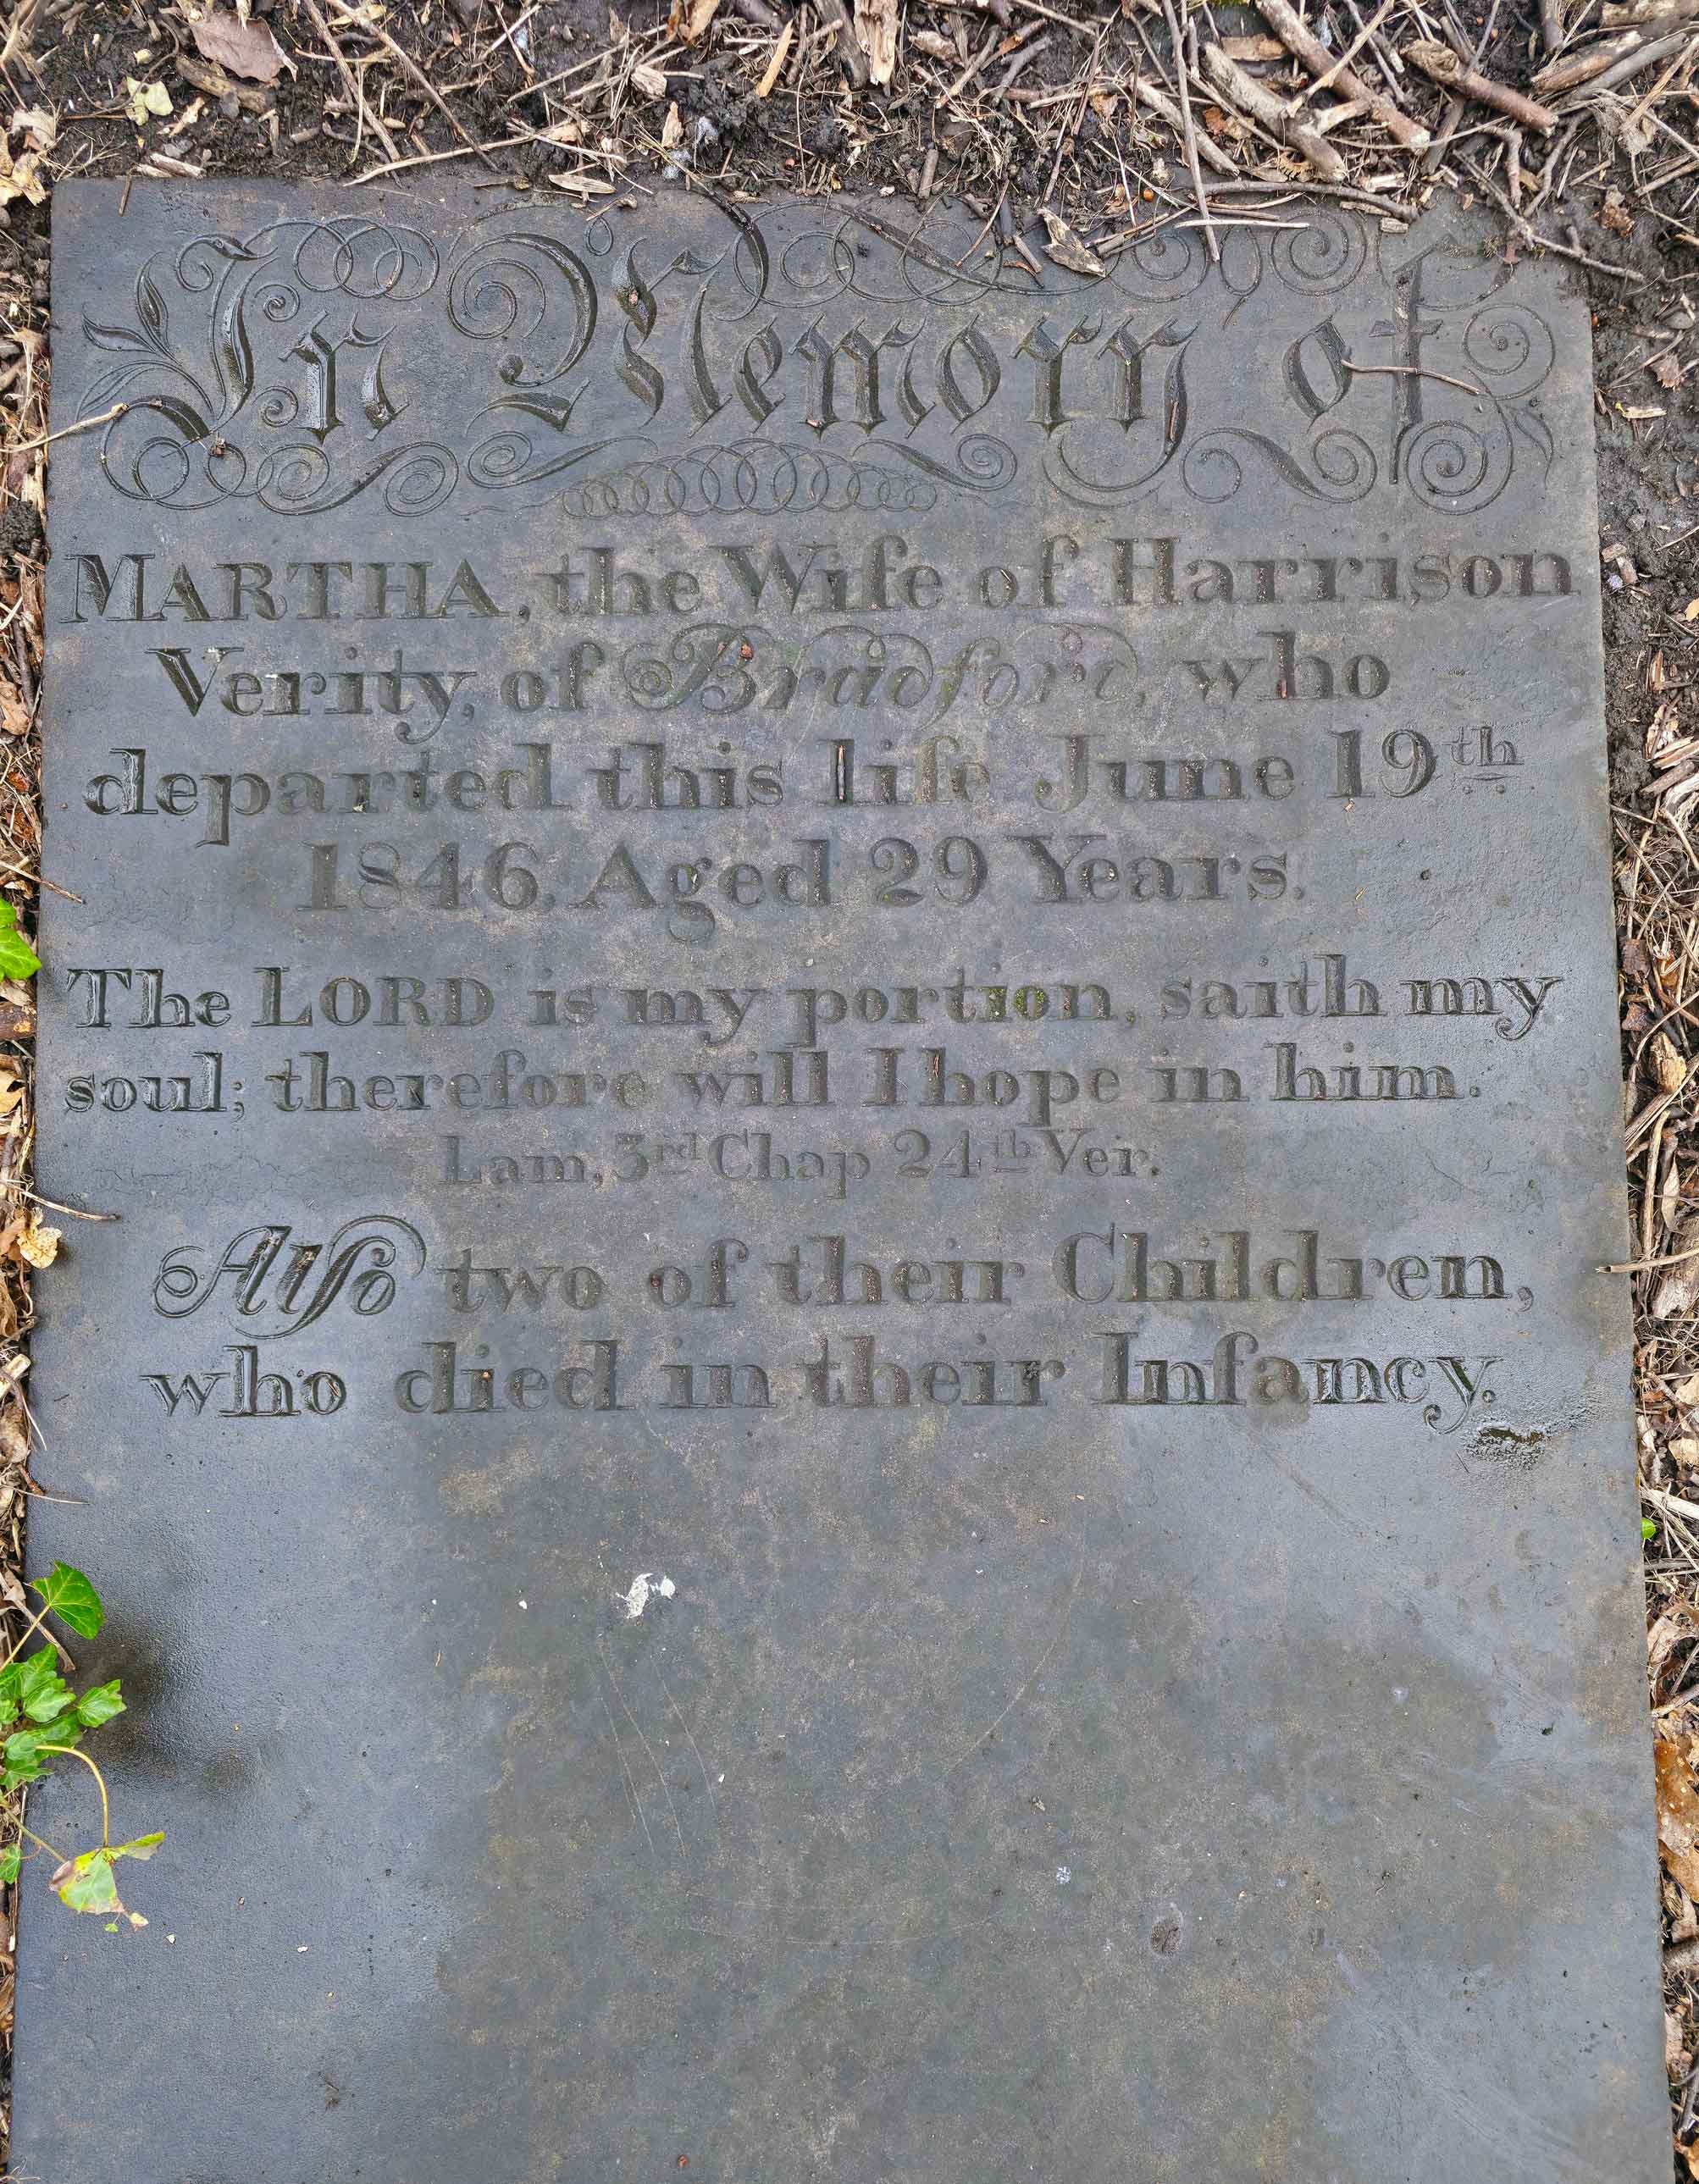 In Memory of
MARTHA, the Wife of Harrison
Verity, of Bradford, who
departed this life June 19th
1846. Aged 29 Years.
The LORD is my portion, saith my
soul; therefore will I hope in him.
Lam, 3rd Chap 24th Ver.
Alſo two of their Children,
who died in their Infancy.